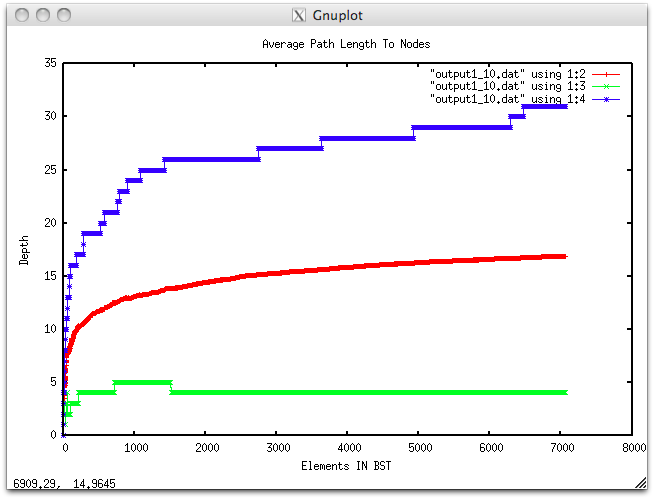 Gnuplot
Average Path Length To Nodes
"output1_10.dat" using 1:2
"output1_10.dat" using 1:3
"output1_10.dat" using 1:4
35
30
25
20
15
10
5
0
Depth
0 1000 2000 3000 4000 5000 6000 7000 8000
Elements IN BST
6909.29, 14.9645